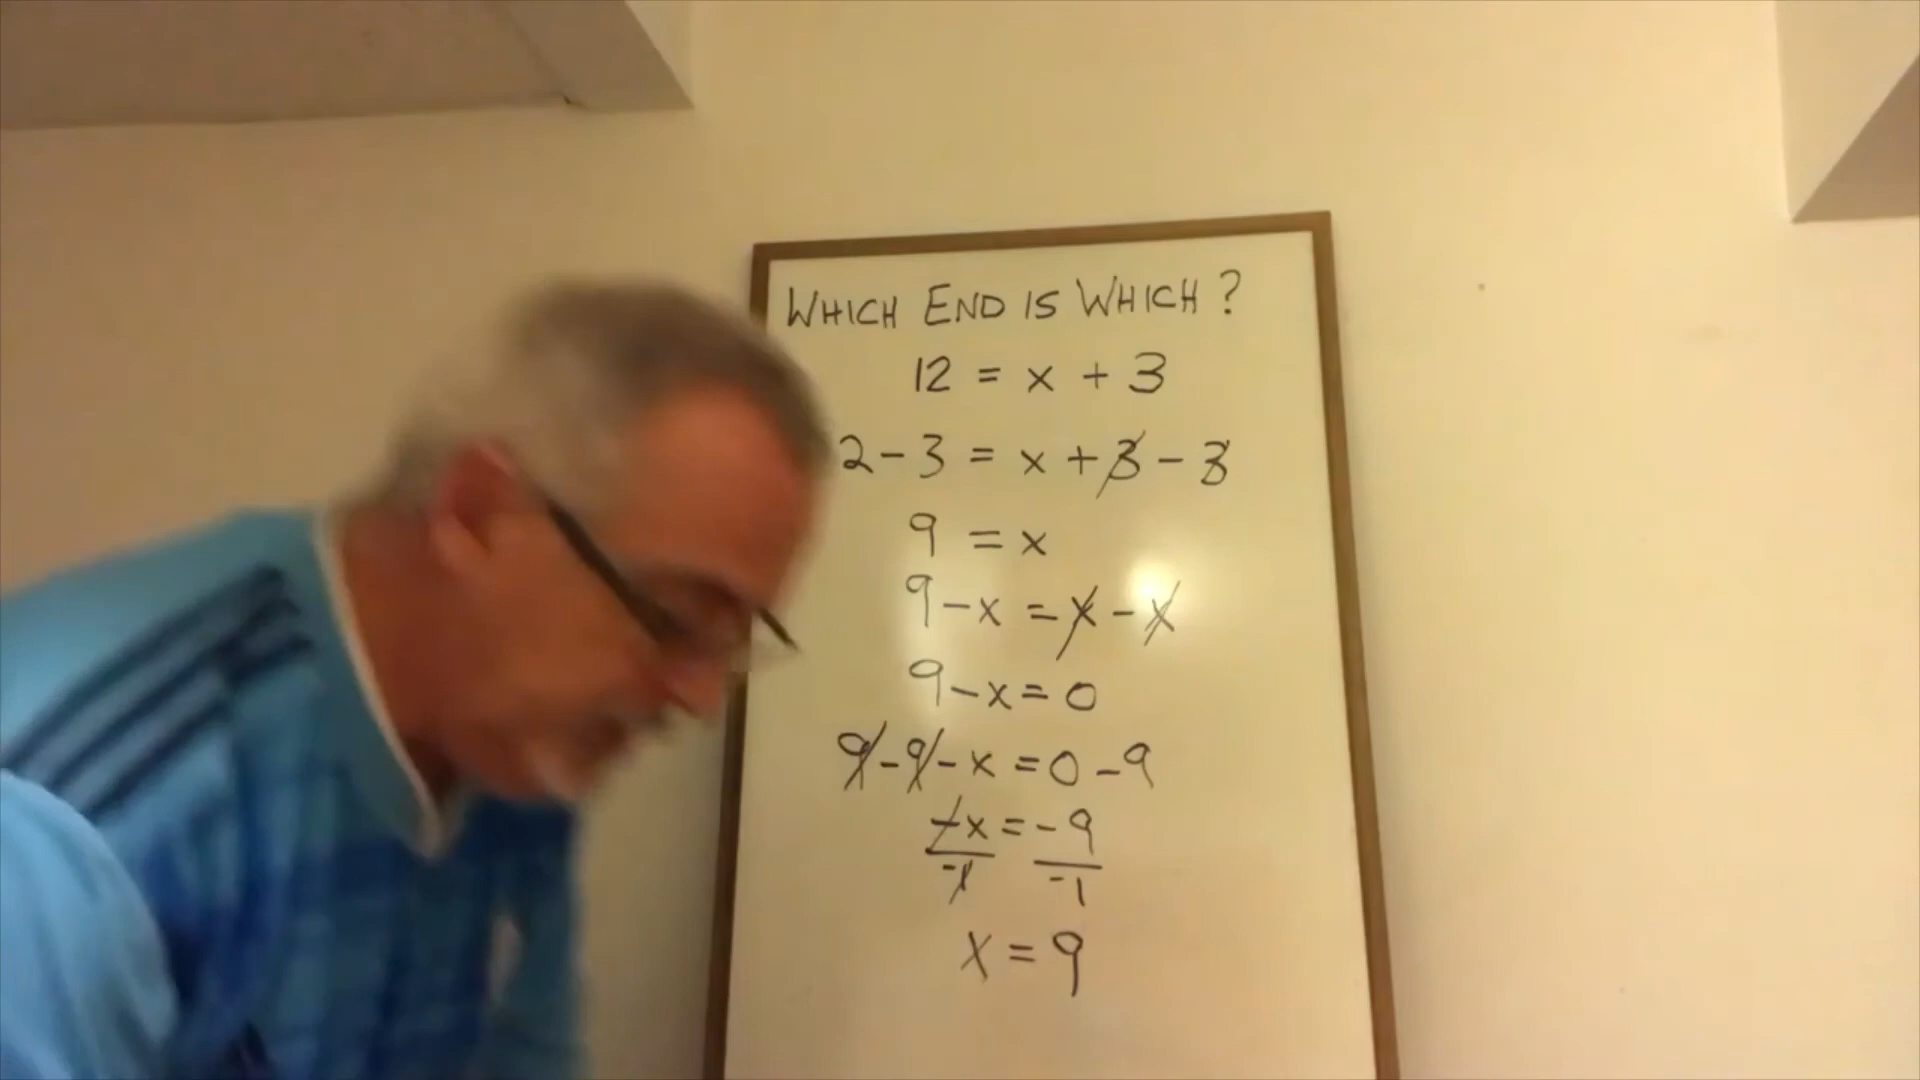 WHICH END IS WHICH ?
12 = x + 3
2 - 3 = x + 3 - 3
9 = x
9 - x = x - x
9 - x = 0
9 - 9 - x = 0 - 9
-x = -9
-1 -1
x = 9